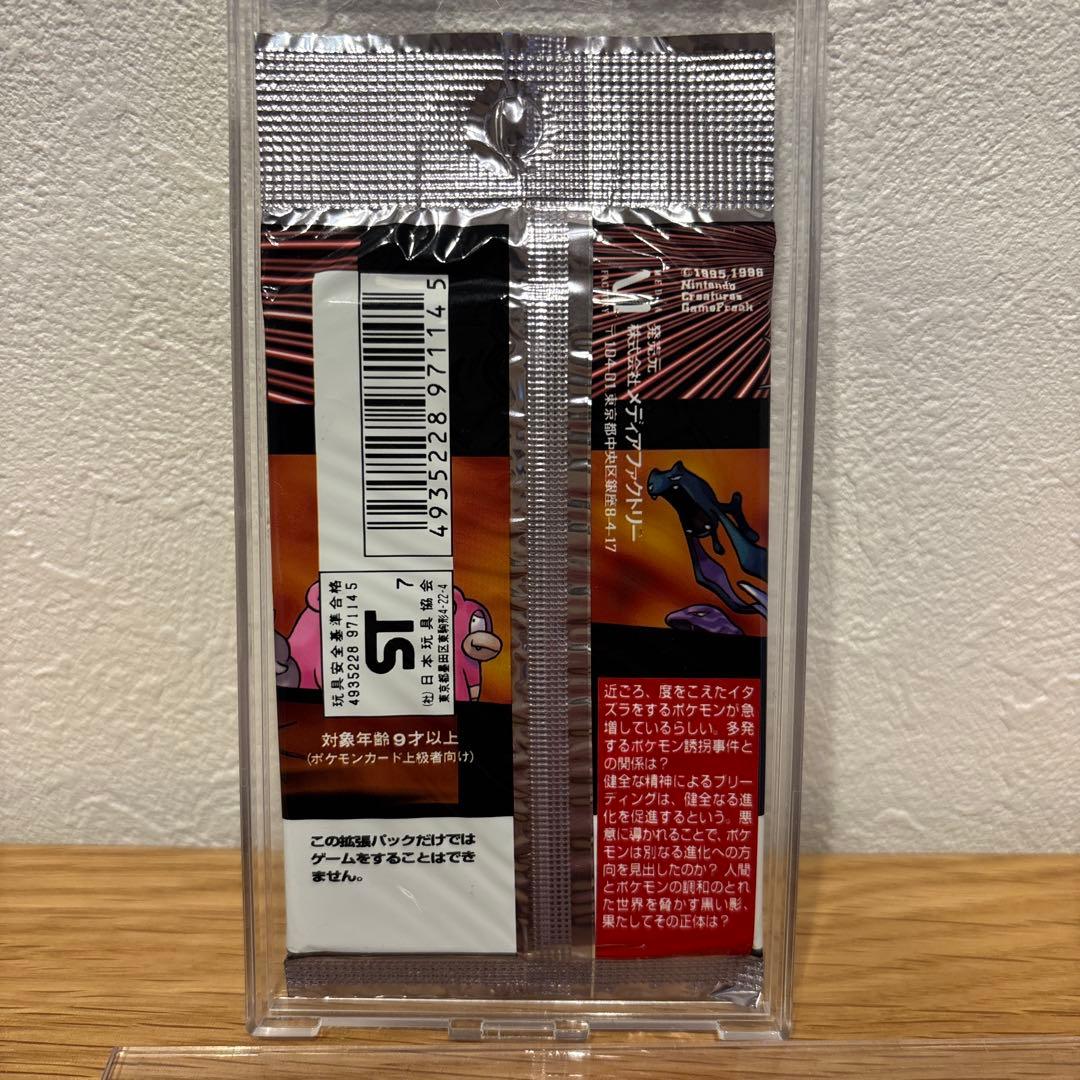 4935228971145
玩具安全基準合格
4935228 971145
ST
7
(社)日本玩具協会
東京都墨田区東駒形4-22-4
対象年齢9才以上
(ポケモンカード上級者向け)
この拡張パックだけでは
ゲームをすることはでき
ません。
©1995,1996
Nintendo
Creatures
GameFreak
発売元
株式会社メディアファクトリー
〒104-01 東京都中央区銀座8-4-17
近ごろ、度をこえたイタ
ズラをするポケモンが急
増しているらしい。多発
するポケモン誘拐事件と
の関係は?
健全な精神によるブリー
ディングは、健全なる進
化を促進するという。悪
意に導かれることで、ポケ
モンは別なる進化への方
向を見出したのか? 人間
とポケモンの調和のとれ
た世界を脅かす黒い影、
果たしてその正体は?